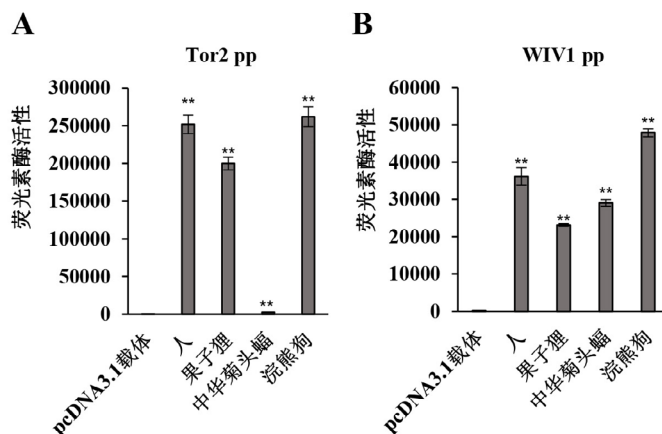 A
Tor2 pp
荧光素酶活性
300000
250000
200000
150000
100000
50000
0
**
**
**
**
pcDNA3.1载体
人
果子狸
中华菊头蝠
浣熊狗
B
WIV1 pp
荧光素酶活性
60000
50000
40000
30000
20000
10000
0
**
**
**
**
pcDNA3.1载体
人
果子狸
中华菊头蝠
浣熊狗